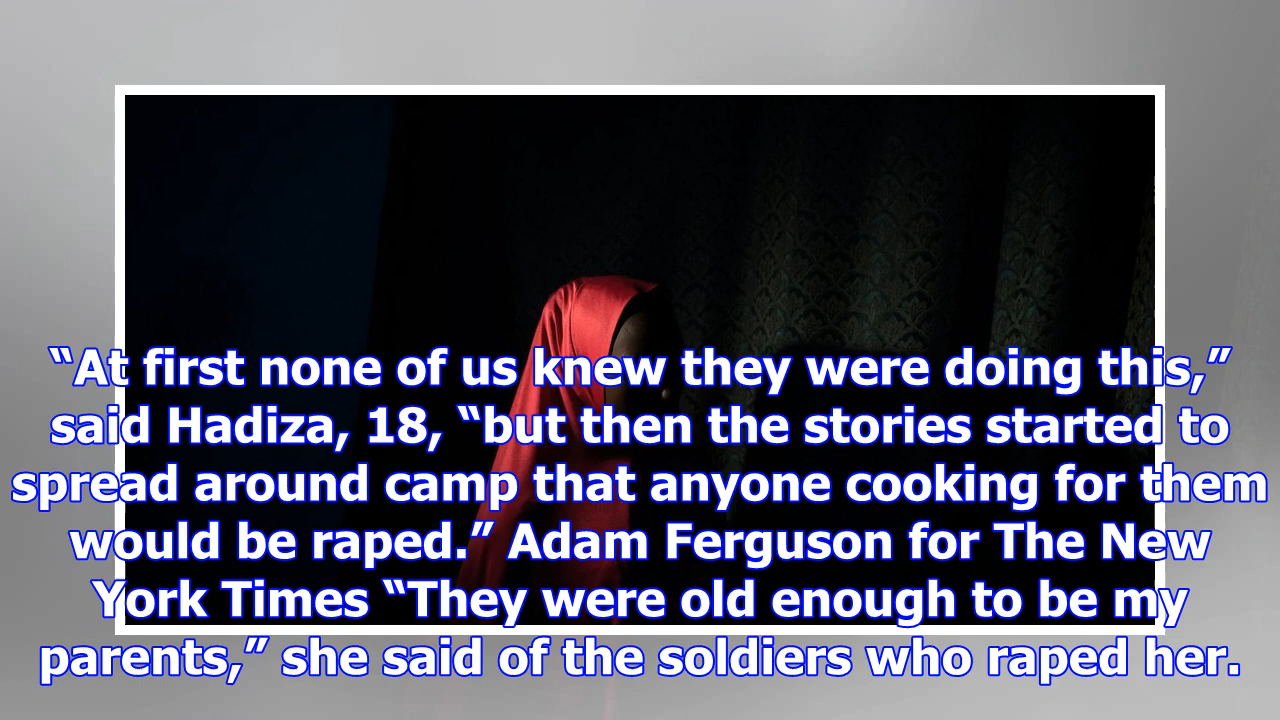 “At first none of us knew they were doing this,”
said Hadiza, 18, “but then the stories started to
spread around camp that anyone cooking for them
would be raped.” Adam Ferguson for The New
York Times “They were old enough to be my
parents,” she said of the soldiers who raped her.